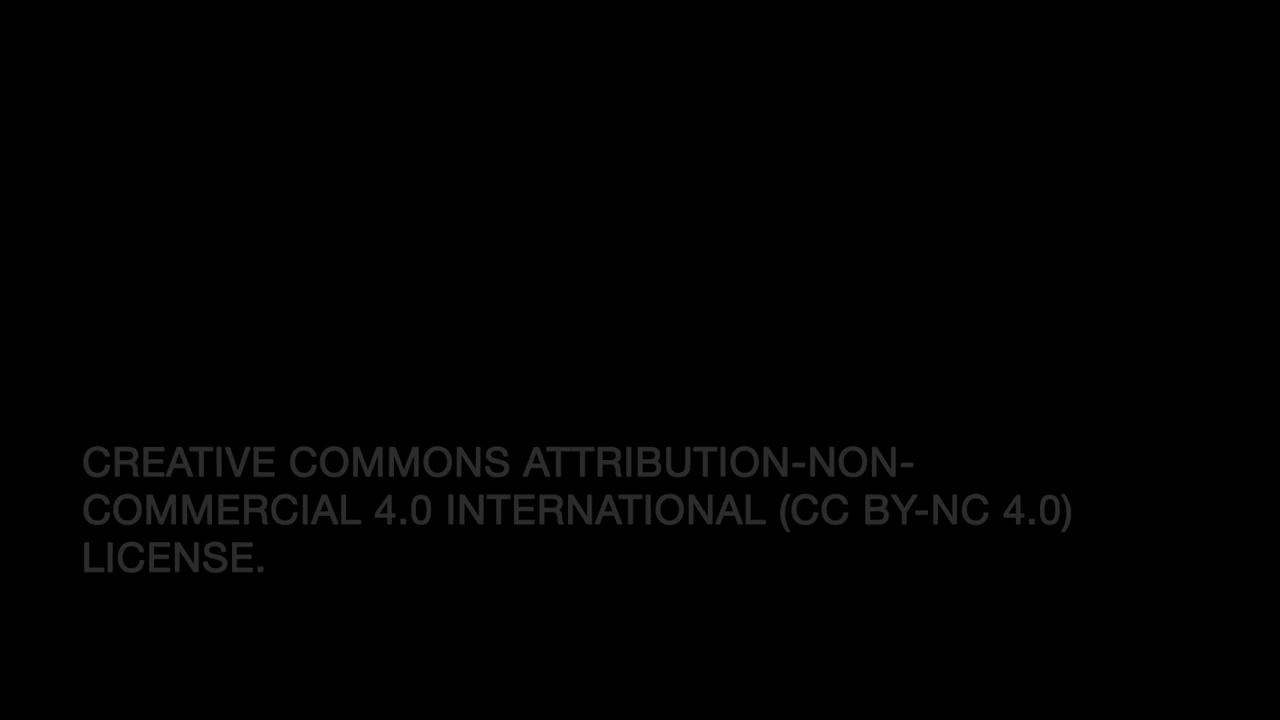 CREATIVE COMMONS ATTRIBUTION-NON-
COMMERCIAL 4.0 INTERNATIONAL (CC BY-NC 4.0)
LICENSE.